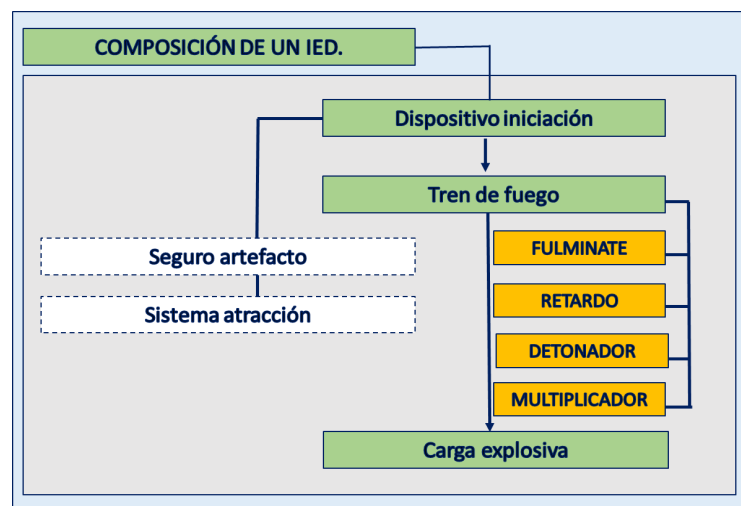 COMPOSICIÓN DE UN IED.
Dispositivo iniciación
Tren de fuego
Seguro artefacto
Sistema atracción
FULMINATE
RETARDO
DETONADOR
MULTIPLICADOR
Carga explosiva